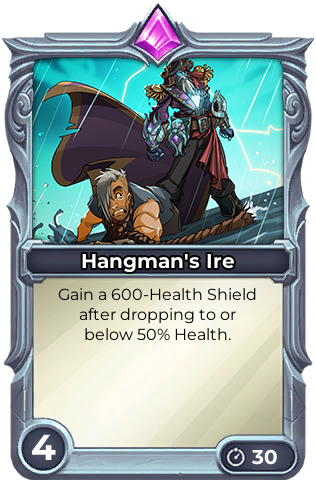 Hangman's Ire
Gain a 600-Health Shield
after dropping to or
below 50% Health.
4
30